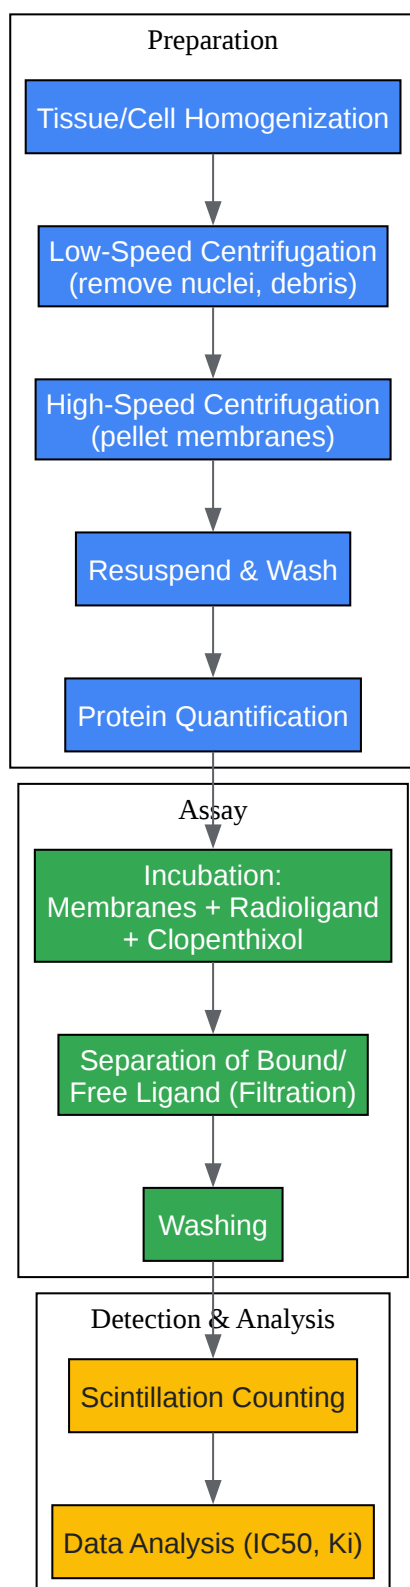 Preparation
Tissue/Cell Homogenization
Low-Speed Centrifugation
(remove nuclei, debris)
High-Speed Centrifugation
(pellet membranes)
Resuspend & Wash
Protein Quantification
Assay
Incubation:
Membranes + Radioligand
+ Clopenthixol
Separation of Bound/
Free Ligand (Filtration)
Washing
Detection & Analysis
Scintillation Counting
Data Analysis (IC50, Ki)